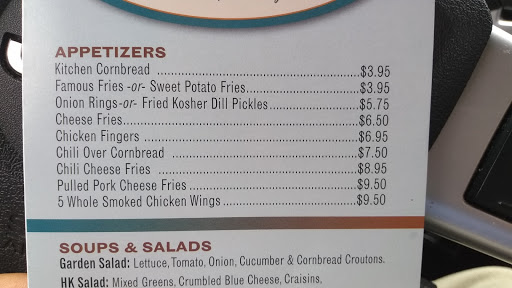 APPETIZERS
Kitchen Cornbread ........................................................$3.95
Famous Fries -or- Sweet Potato Fries...............................$3.95
Onion Rings-or- Fried Kosher Dill Pickles.........................$5.75
Cheese Fries.................................................................$6.50
Chicken Fingers ............................................................$6.95
Chili Over Cornbread .....................................................$7.50
Chili Cheese Fries .........................................................$8.95
Pulled Pork Cheese Fries................................................$9.50
5 Whole Smoked Chicken Wings......................................$9.50
SOUPS & SALADS
Garden Salad: Lettuce, Tomato, Onion, Cucumber & Cornbread Croutons.
HK Salad: Mixed Greens, Crumbled Blue Cheese, Craisins,